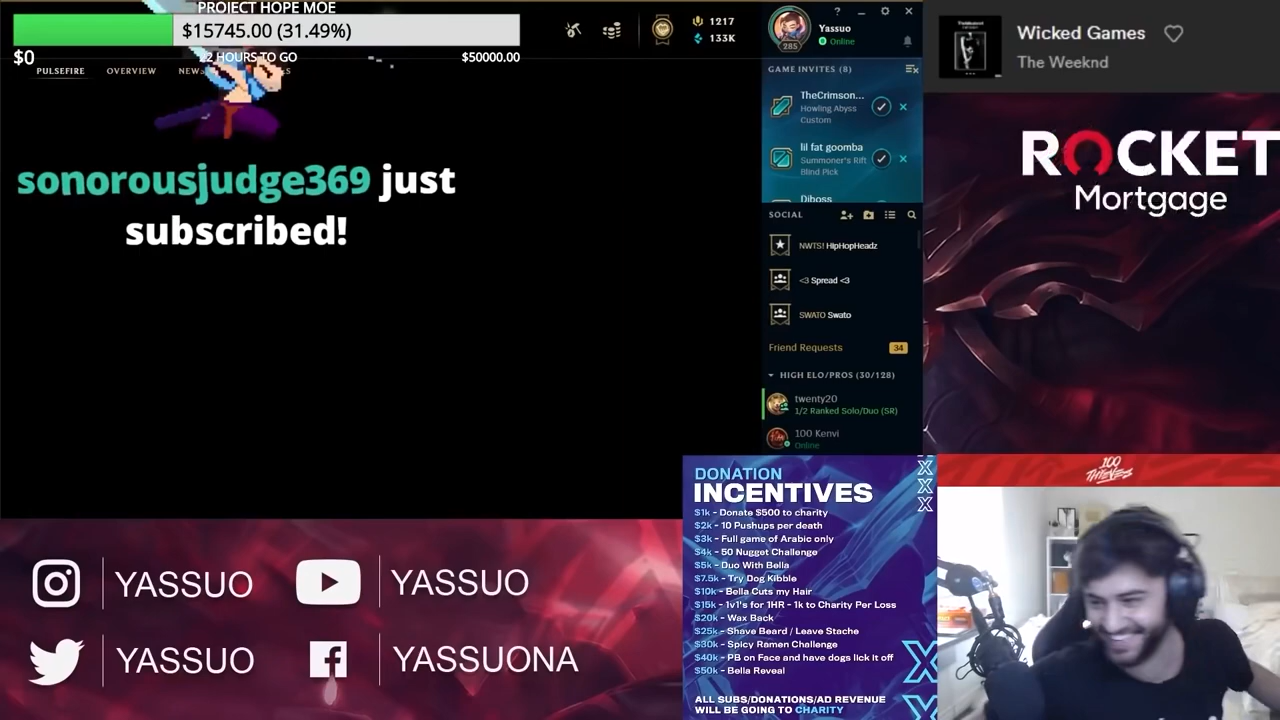 PROJECT HOPE MOE
$15745.00 (31.49%)
$0
HOURS TO GO
$50000.00
PULSEFIRE
OVERVIEW
sonorousjudge369 just
subscribed!
1217
133K
285
Yassuo
Online
GAME INVITES (8)
TheCrimson...
Howling Abyss
Custom
lil fat goomba
Summoner's Rift
Blind Pick
Diboss
SOCIAL
NWTS! HipHopHeadz
<3 Spread <3
SWATO Swato
Friend Requests
34
HIGH ELO/PROS (30/128)
twenty20
1/2 Ranked Solo/Duo (SR)
100 Kenvi
Online
Wicked Games
The Weeknd
ROCKET
Mortgage
DONATION
INCENTIVES
$1k - Donate $500 to charity
$2k - 10 Pushups per death
$3k - Full game of Arabic only
$4k - 50 Nugget Challenge
$5k - Duo With Bella
$7.5k - Try Dog Kibble
$10k - Bella Cuts my Hair
$15k - 1v1's for 1HR - 1k to Charity Per Loss
$20k - Wax Back
$25k - Shave Beard / Leave Stache
$30k - Spicy Ramen Challenge
$40k - PB on Face and have dogs lick it off
$50k - Bella Reveal
ALL SUBS/DONATIONS/AD REVENUE
WILL BE GOING TO CHARITY
100
THIEVES
YASSUO
YASSUO
YASSUO
YASSUONA